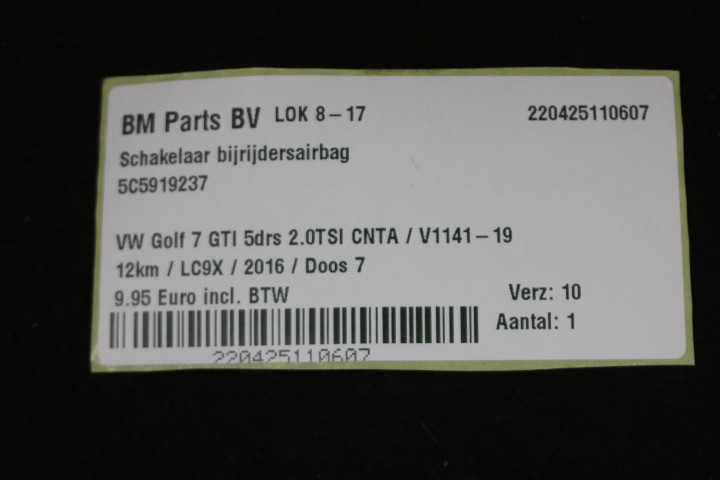 BM Parts BV LOK 8-17 220425110607
Schakelaar bijrijdersairbag
5C5919237
VW Golf 7 GTI 5drs 2.0TSI CNTA / V1141-19
12km / LC9X / 2016 / Doos 7
9.95 Euro incl. BTW Verz: 10
Aantal: 1
220425110607